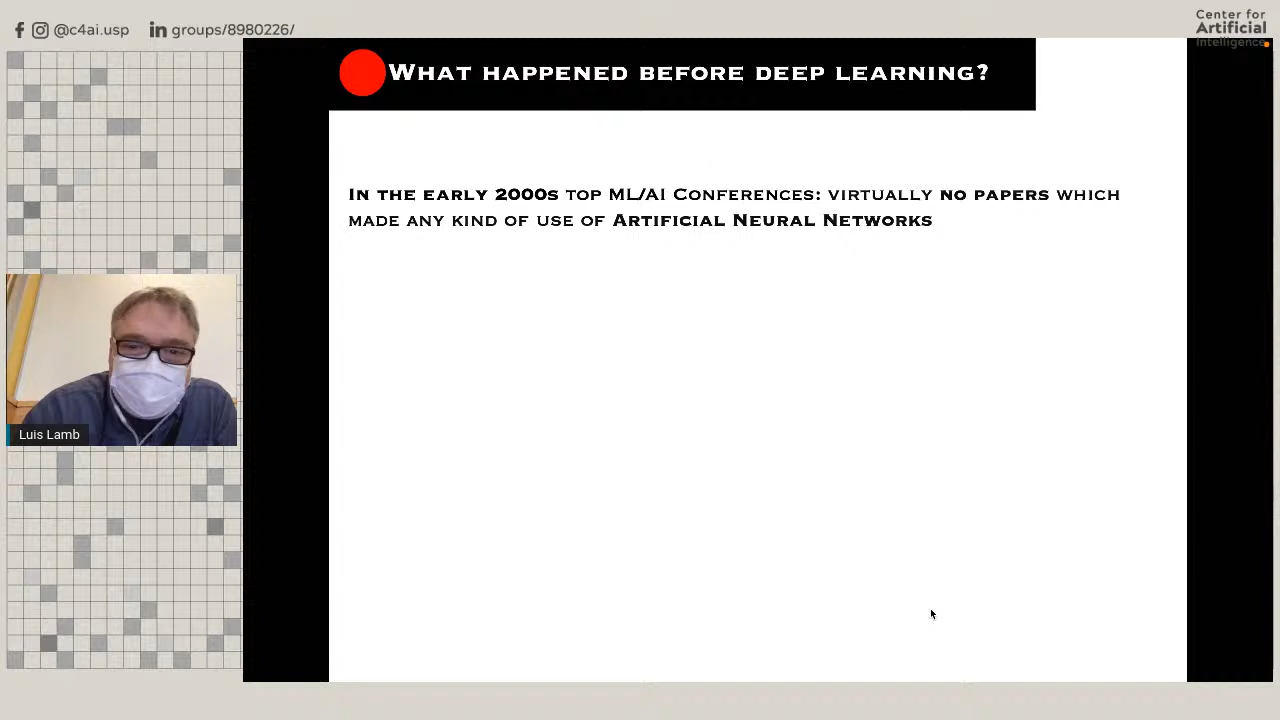 @c4ai.usp in groups/8980226/
Center for
Artificial
Intelligence
What happened before deep learning?
In the early 2000s top ML/AI Conferences: virtually no papers which
made any kind of use of Artificial Neural Networks
Luis Lamb